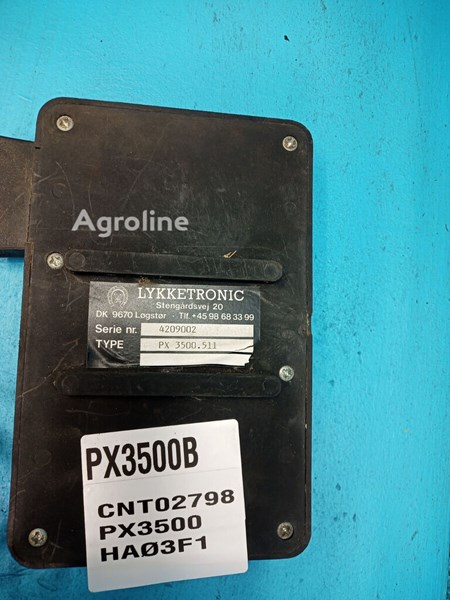 Agroline
LYKKETRONIC
Stengårdsvej 20
DK 9670 Løgstør · Tlf. +45 98 68 33 99
Serie nr. 4209002
TYPE PX 3500.511
PX3500B
CNT02798
PX3500
HAØ3F1